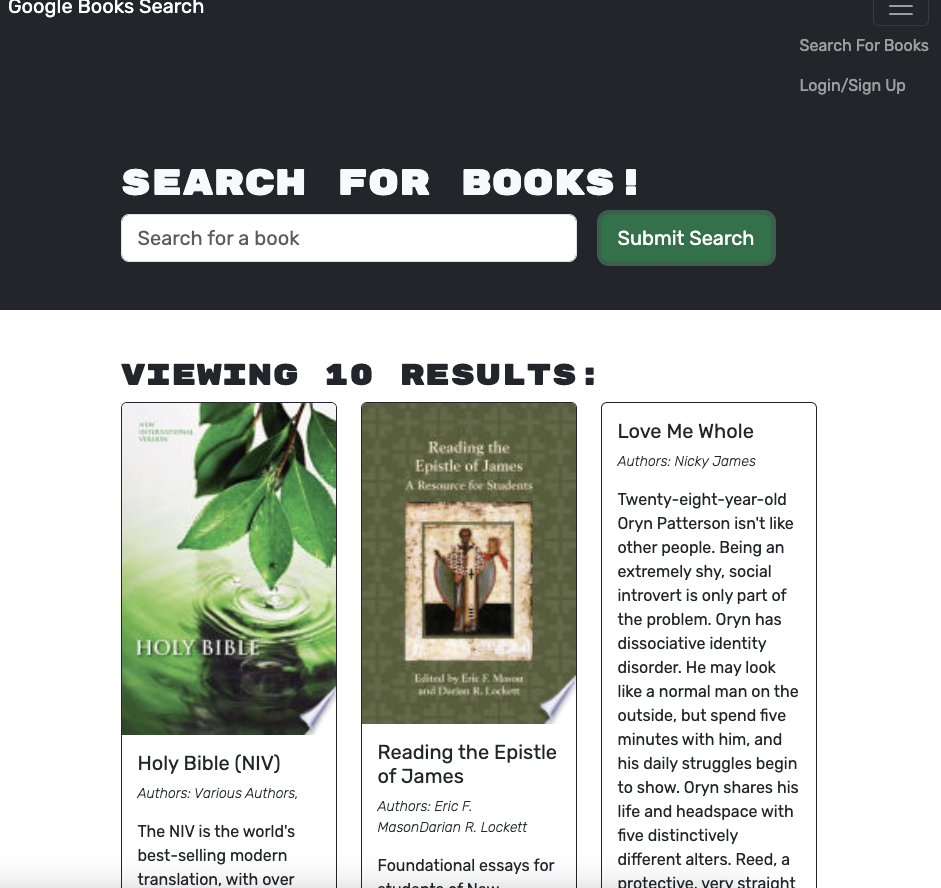 Google Books Search
Search For Books
Login/Sign Up
SEARCH FOR BOOKS!
Search for a book
Submit Search
VIEWING 10 RESULTS:
NEW
INTERNATIONAL
VERSION
HOLY BIBLE
Holy Bible (NIV)
Authors: Various Authors,
The NIV is the world's
best-selling modern
translation, with over
Reading the
Epistle of James
A Resource for Students
Edited by Eric F. Mason
and Darian R. Lockett
Reading the Epistle
of James
Authors: Eric F.
MasonDarian R. Lockett
Foundational essays for
students of New
Love Me Whole
Authors: Nicky James
Twenty-eight-year-old
Oryn Patterson isn't like
other people. Being an
extremely shy, social
introvert is only part of
the problem. Oryn has
dissociative identity
disorder. He may look
like a normal man on the
outside, but spend five
minutes with him, and
his daily struggles begin
to show. Oryn shares his
life and headspace with
five distinctively
different alters. Reed, a
protective, very straight